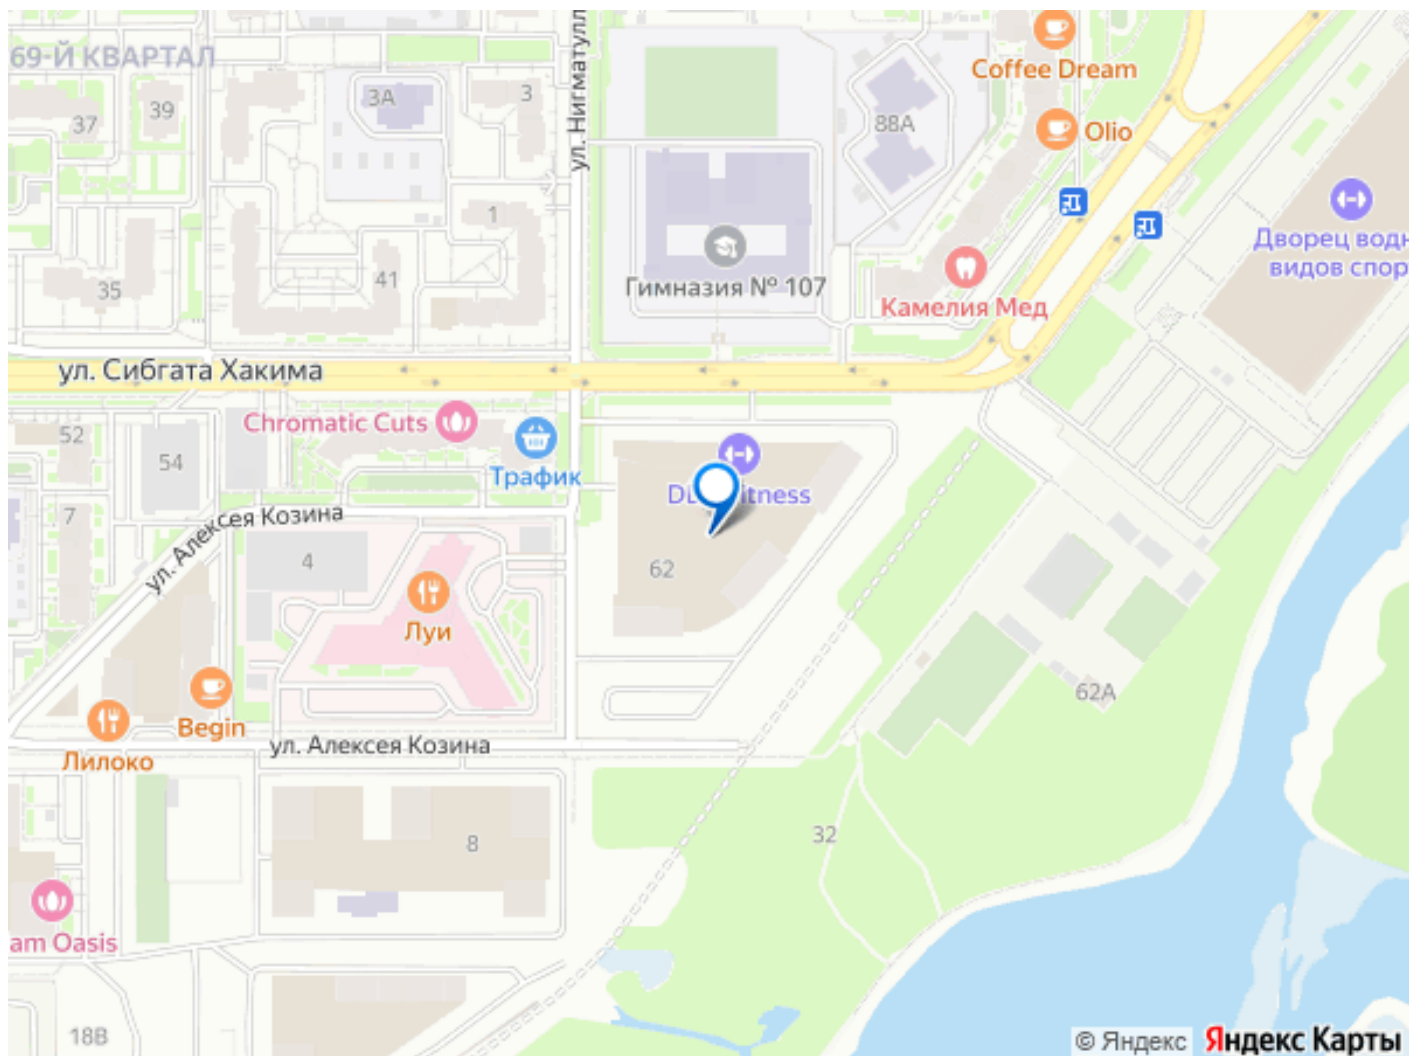 69-Й КВАРТАЛ
37
39
3А
3
ул. Нигматулл
88А
Coffee Dream
Olio
Дворец водн
видов спор
35
1
41
Гимназия № 107
Камелия Мед
ул. Сибгата Хакима
Chromatic Cuts
Трафик
52
54
7
ул. Алексея Козина
4
Луи
62
62А
Begin
Лилоко
ул. Алексея Козина
8
32
am Oasis
18В
© Яндекс
Яндекс Карты